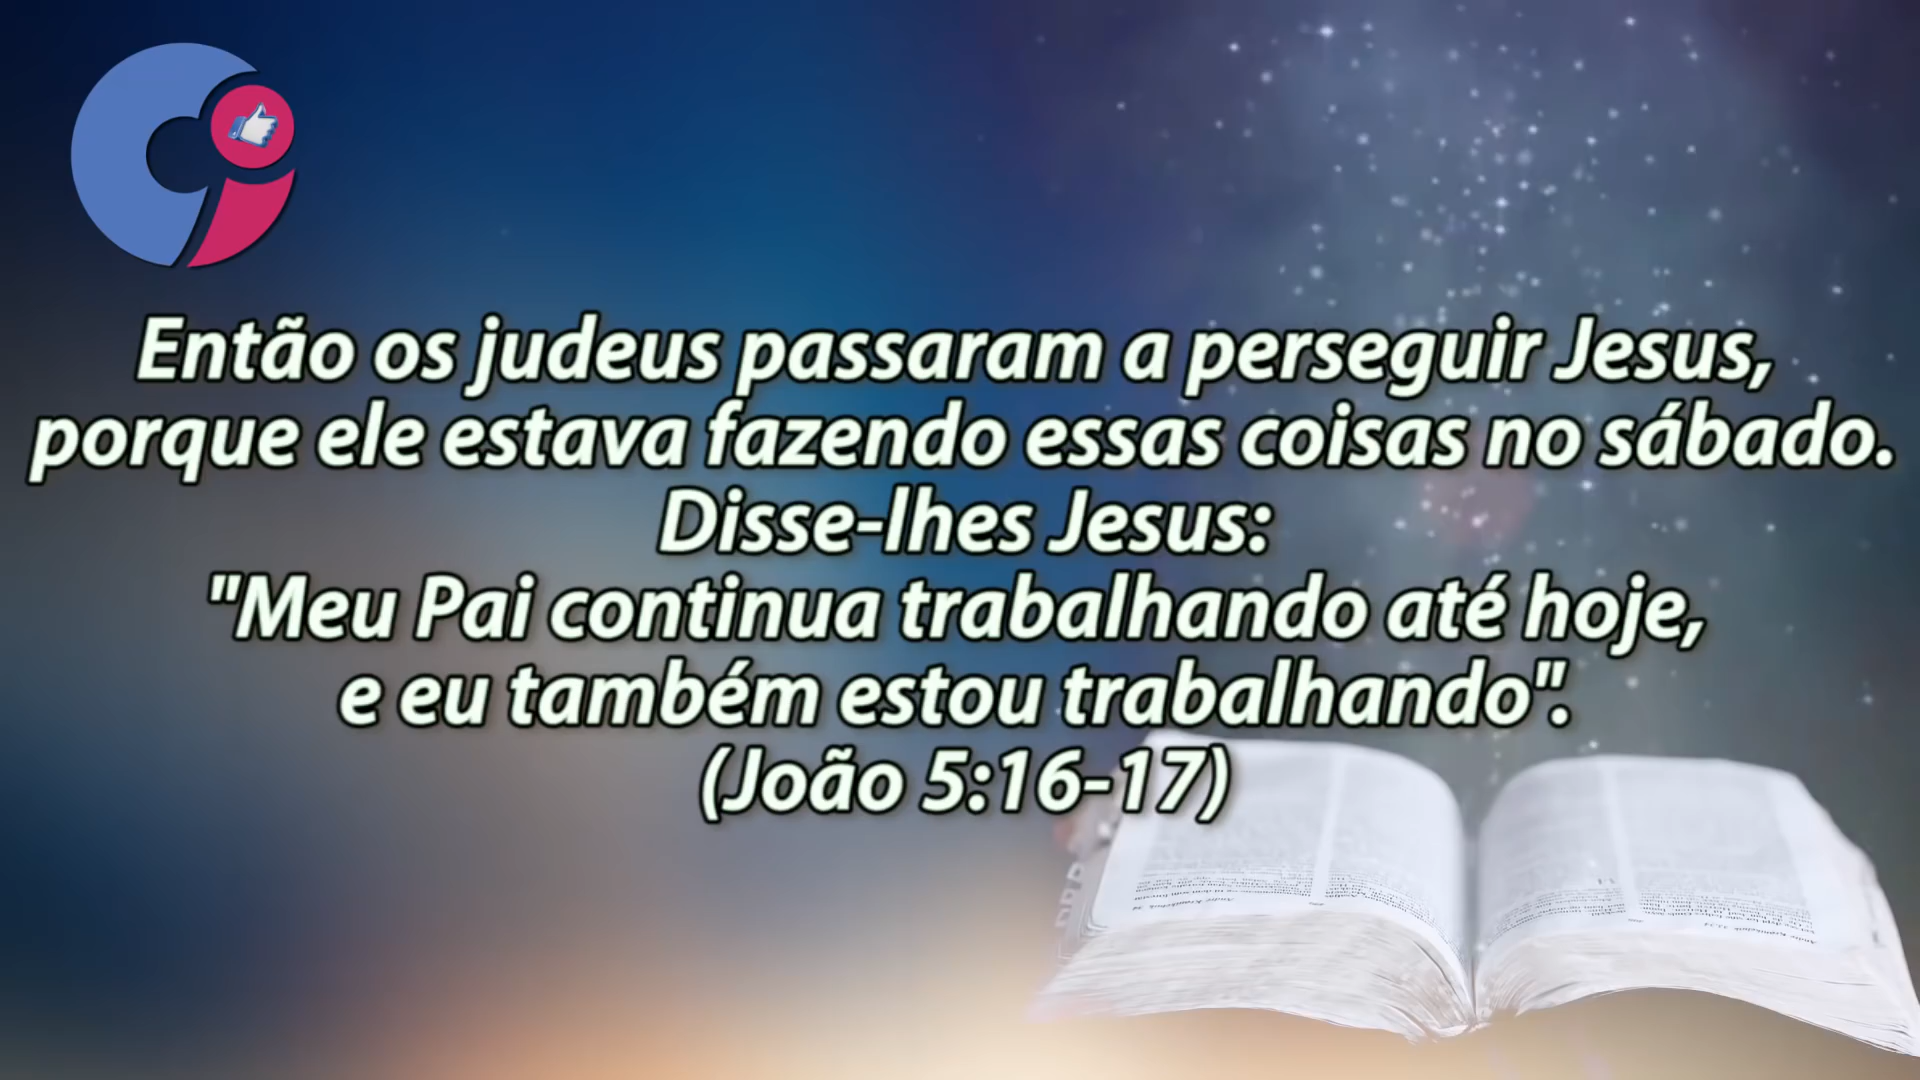 Então os judeus passaram a perseguir Jesus,
porque ele estava fazendo essas coisas no sábado.
Disse-lhes Jesus:
"Meu Pai continua trabalhando até hoje,
e eu também estou trabalhando".
(João 5:16-17)